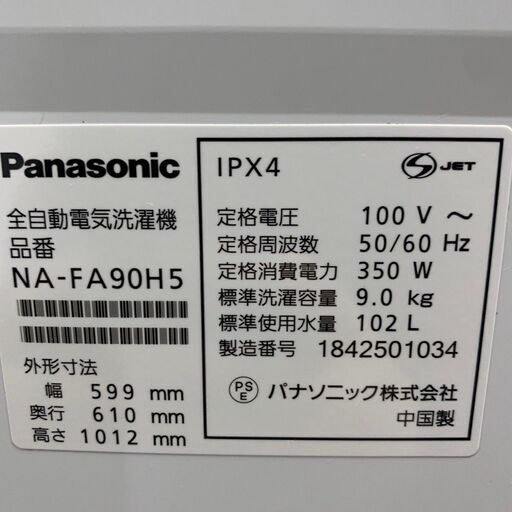 Panasonic
全自動電気洗濯機
品番
NA-FA90H5
外形寸法
幅 599 mm
奥行 610 mm
高さ 1012 mm
IPX4
S JET
定格電圧 100 V ～
定格周波数 50/60 Hz
定格消費電力 350 W
標準洗濯容量 9.0 kg
標準使用水量 102 L
製造番号 1842501034
PS E パナソニック株式会社
中国製